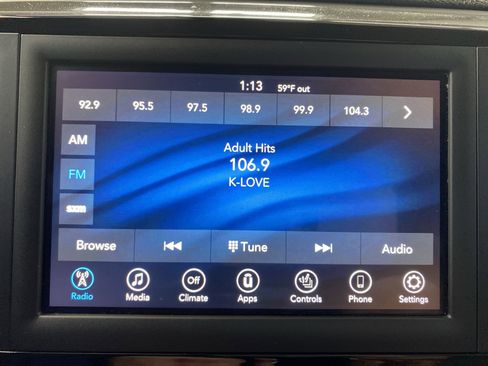 1:13 59°F out
92.9 95.5 97.5 98.9 99.9 104.3
AM
Adult Hits
106.9
FM
K-LOVE
SXM
Browse Tune Audio
Off
Radio Media Climate Apps Controls Phone Settings